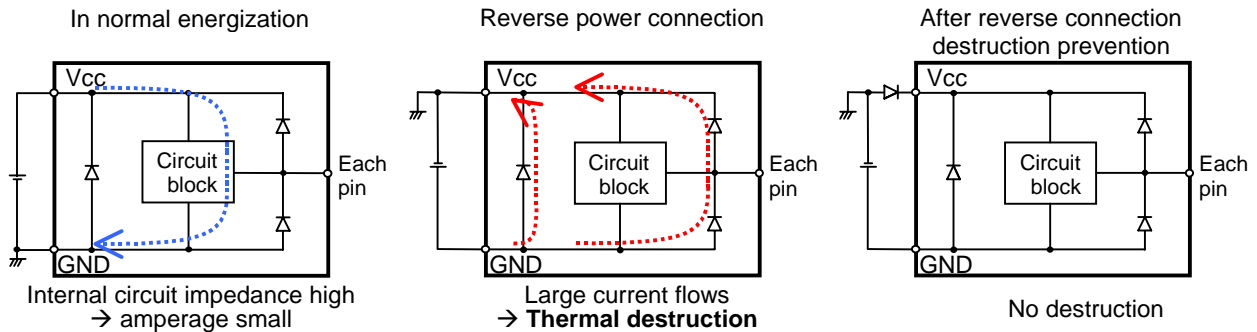 In normal energization
Vcc
Circuit
block
Each
pin
GND
Internal circuit impedance high
→ amperage small
Reverse power connection
Vcc
Circuit
block
Each
pin
GND
Large current flows
→ Thermal destruction
After reverse connection
destruction prevention
Vcc
Circuit
block
Each
pin
GND
No destruction